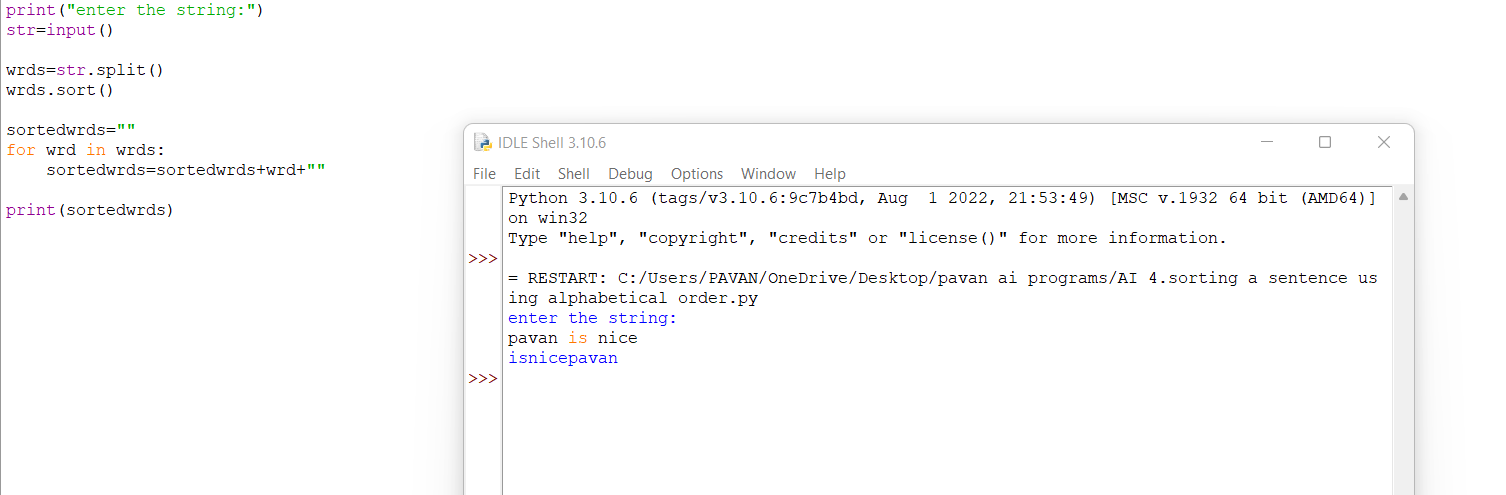 print("enter the string:")
str=input()
wrds=str.split()
wrds.sort()
sortedwrds=""
for wrd in wrds:
    sortedwrds=sortedwrds+wrd+""
print(sortedwrds)
IDLE Shell 3.10.6
File Edit Shell Debug Options Window Help
Python 3.10.6 (tags/v3.10.6:9c7b4bd, Aug  1 2022, 21:53:49) [MSC v.1932 64 bit (AMD64)]
on win32
Type "help", "copyright", "credits" or "license()" for more information.
>>>
= RESTART: C:/Users/PAVAN/OneDrive/Desktop/pavan ai programs/AI 4.sorting a sentence us
ing alphabetical order.py
enter the string:
pavan is nice
isnicepavan
>>>